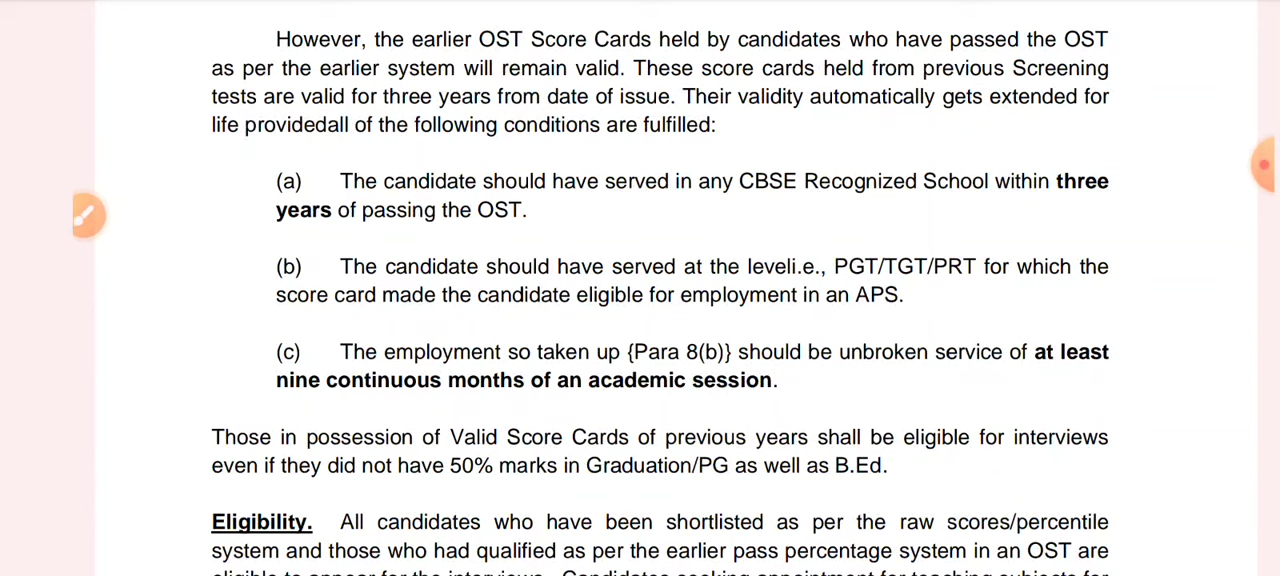 However, the earlier OST Score Cards held by candidates who have passed the OST
as per the earlier system will remain valid. These score cards held from previous Screening
tests are valid for three years from date of issue. Their validity automatically gets extended for
life providedall of the following conditions are fulfilled:
(a) The candidate should have served in any CBSE Recognized School within three
years of passing the OST.
(b) The candidate should have served at the leveli.e., PGT/TGT/PRT for which the
score card made the candidate eligible for employment in an APS.
(c) The employment so taken up {Para 8(b)} should be unbroken service of at least
nine continuous months of an academic session.
Those in possession of Valid Score Cards of previous years shall be eligible for interviews
even if they did not have 50% marks in Graduation/PG as well as B.Ed.
Eligibility. All candidates who have been shortlisted as per the raw scores/percentile
system and those who had qualified as per the earlier pass percentage system in an OST are